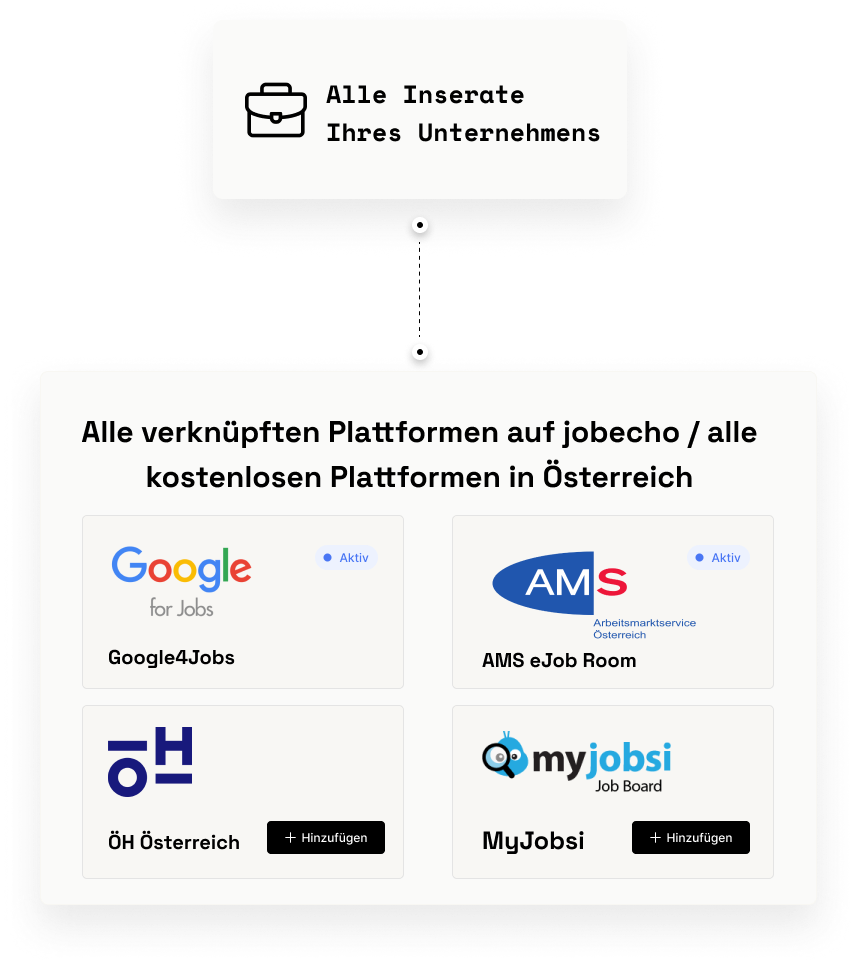 Alle Inserate
Ihres Unternehmens
Alle verknüpften Plattformen auf jobecho / alle
kostenlosen Plattformen in Österreich
Google
for Jobs
Aktiv
Google4Jobs
AMS
Arbeitsmarktservice
Österreich
Aktiv
AMS eJob Room
ÖH
ÖH Österreich
+ Hinzufügen
myjobsi
Job Board
MyJobsi
+ Hinzufügen